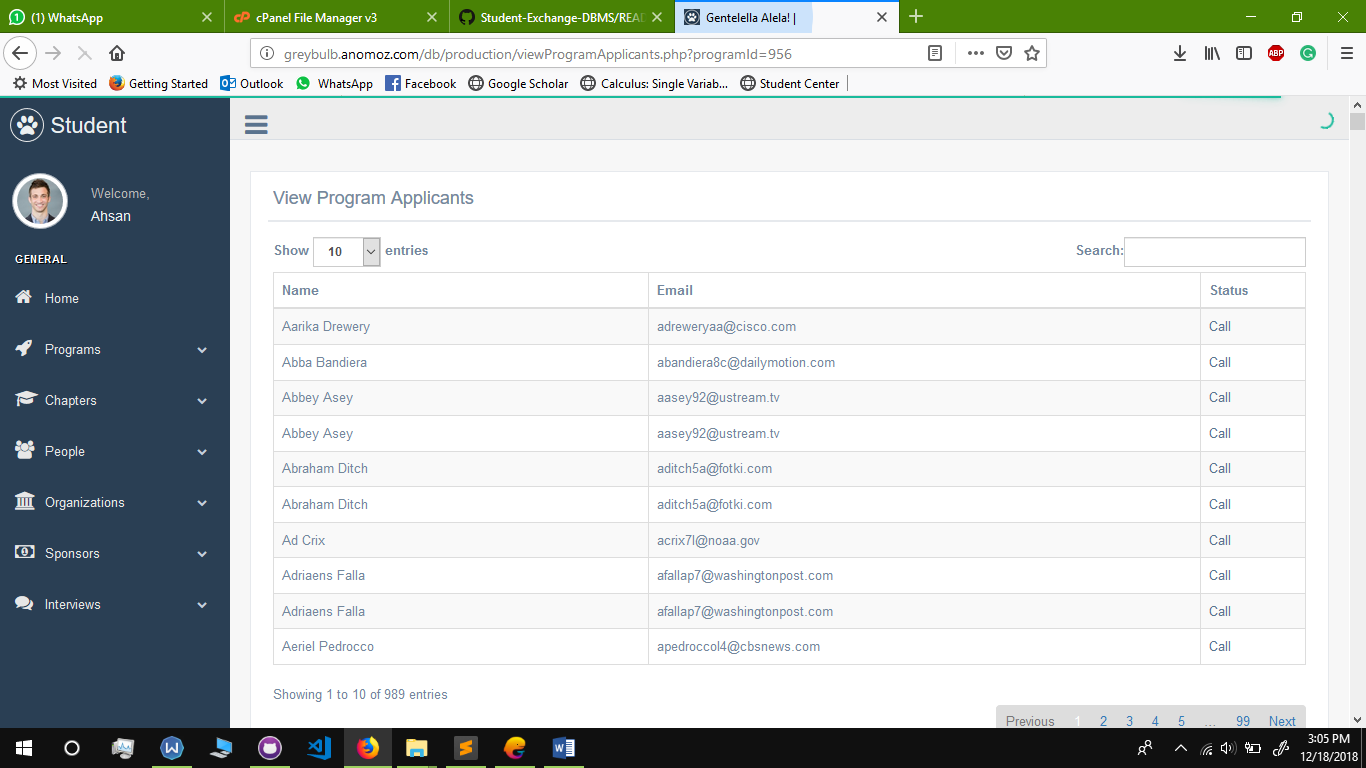 (1) WhatsApp cPanel File Manager v3 Student-Exchange-DBMS/REA Gentelella Alela! |
greybulb.anomoz.com/db/production/viewProgramApplicants.php?programId=956 ABP
Most Visited Getting Started Outlook WhatsApp Facebook Google Scholar Calculus: Single Variab... Student Center
Student
Welcome,
Ahsan
GENERAL
Home
Programs
Chapters
People
Organizations
Sponsors
Interviews
View Program Applicants
Show 10 entries Search:
Name Email Status
Aarika Drewery adreweryaa@cisco.com Call
Abba Bandiera abandiera8c@dailymotion.com Call
Abbey Asey aasey92@ustream.tv Call
Abbey Asey aasey92@ustream.tv Call
Abraham Ditch aditch5a@fotki.com Call
Abraham Ditch aditch5a@fotki.com Call
Ad Crix acrix7l@noaa.gov Call
Adriaens Falla afallap7@washingtonpost.com Call
Adriaens Falla afallap7@washingtonpost.com Call
Aeriel Pedrocco apedroccol4@cbsnews.com Call
Showing 1 to 10 of 989 entries
Previous 1 2 3 4 5 ... 99 Next
3:05 PM
12/18/2018